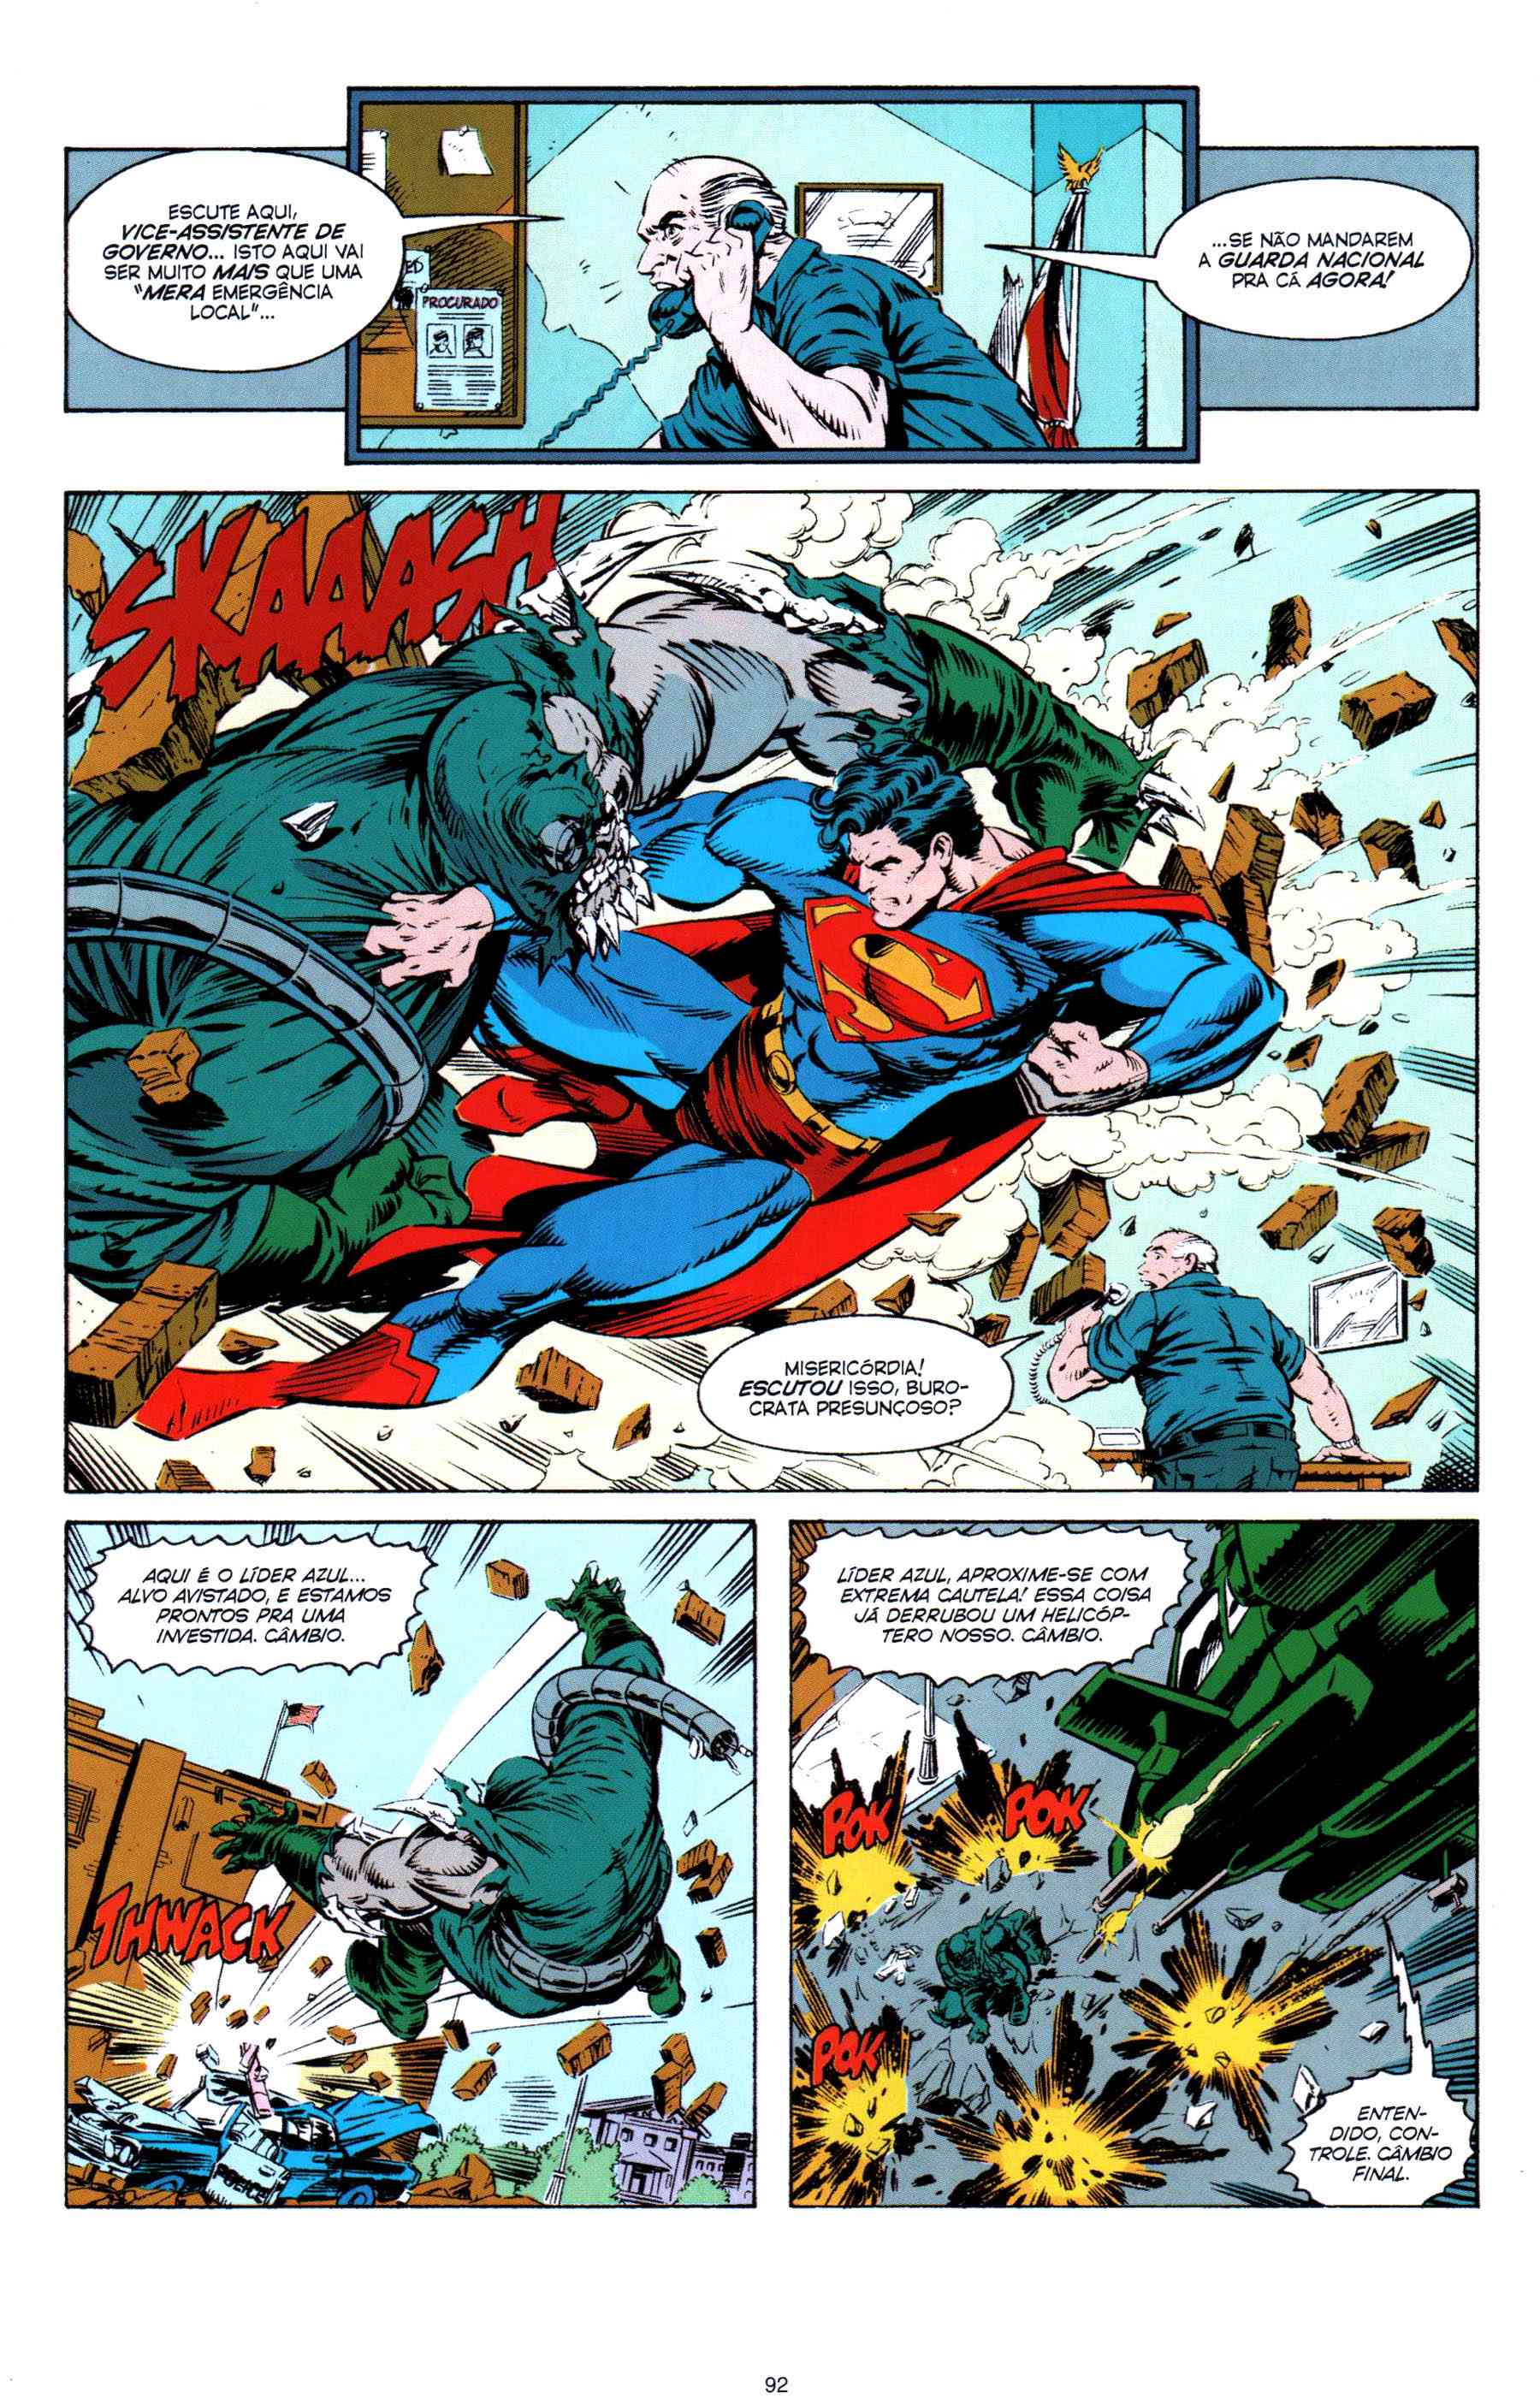 ESCUTE AQUI,
VICE-ASSISTENTE DE
GOVERNO... ISTO AQUI VAI
SER MUITO MAIS QUE UMA
"MERA EMERGÊNCIA
LOCAL"...
ED
PROCURADO
...SE NÃO MANDAREM
A GUARDA NACIONAL
PRA CÁ AGORA!
SKAAASH
MISERICÓRDIA!
ESCUTOU ISSO, BURO-
CRATA PRESUNÇOSO?
AQUI É O LÍDER AZUL...
ALVO AVISTADO, E ESTAMOS
PRONTOS PRA UMA
INVESTIDA. CÂMBIO.
THWACK
POLICE
LÍDER AZUL, APROXIME-SE COM
EXTREMA CAUTELA! ESSA COISA
JÁ DERRUBOU UM HELICÓP-
TERO NOSSO. CÂMBIO.
POK
POK
POK
ENTEN-
DIDO, CON-
TROLE. CÂMBIO
FINAL.
92